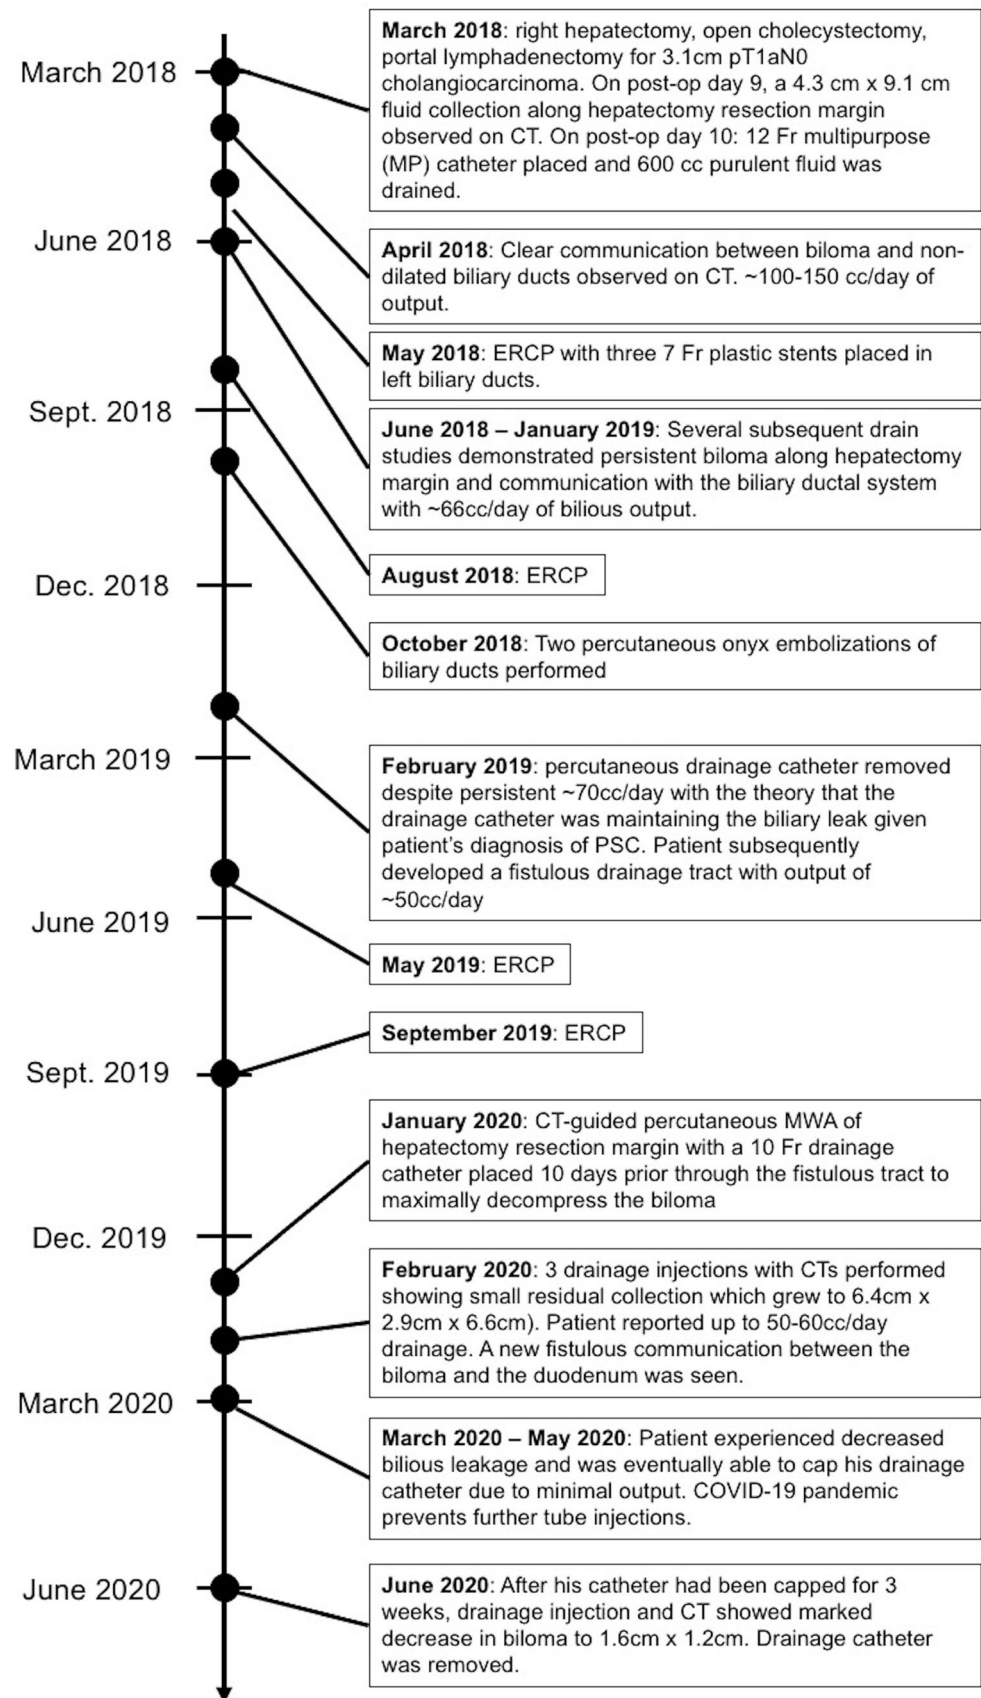 March 2018
March 2018: right hepatectomy, open cholecystectomy,
portal lymphadenectomy for 3.1cm pT1aN0
cholangiocarcinoma. On post-op day 9, a 4.3 cm x 9.1 cm
fluid collection along hepatectomy resection margin
observed on CT. On post-op day 10: 12 Fr multipurpose
(MP) catheter placed and 600 cc purulent fluid was
drained.
June 2018
April 2018: Clear communication between biloma and non-
dilated biliary ducts observed on CT. ~100-150 cc/day of
output.
May 2018: ERCP with three 7 Fr plastic stents placed in
left biliary ducts.
Sept. 2018
June 2018 – January 2019: Several subsequent drain
studies demonstrated persistent biloma along hepatectomy
margin and communication with the biliary ductal system
with ~66cc/day of bilious output.
Dec. 2018
August 2018: ERCP
October 2018: Two percutaneous onyx embolizations of
biliary ducts performed
March 2019
February 2019: percutaneous drainage catheter removed
despite persistent ~70cc/day with the theory that the
drainage catheter was maintaining the biliary leak given
patient's diagnosis of PSC. Patient subsequently
developed a fistulous drainage tract with output of
~50cc/day
June 2019
May 2019: ERCP
September 2019: ERCP
Sept. 2019
January 2020: CT-guided percutaneous MWA of
hepatectomy resection margin with a 10 Fr drainage
catheter placed 10 days prior through the fistulous tract to
maximally decompress the biloma
Dec. 2019
February 2020: 3 drainage injections with CTs performed
showing small residual collection which grew to 6.4cm x
2.9cm x 6.6cm). Patient reported up to 50-60cc/day
drainage. A new fistulous communication between the
biloma and the duodenum was seen.
March 2020
March 2020 – May 2020: Patient experienced decreased
bilious leakage and was eventually able to cap his drainage
catheter due to minimal output. COVID-19 pandemic
prevents further tube injections.
June 2020
June 2020: After his catheter had been capped for 3
weeks, drainage injection and CT showed marked
decrease in biloma to 1.6cm x 1.2cm. Drainage catheter
was removed.